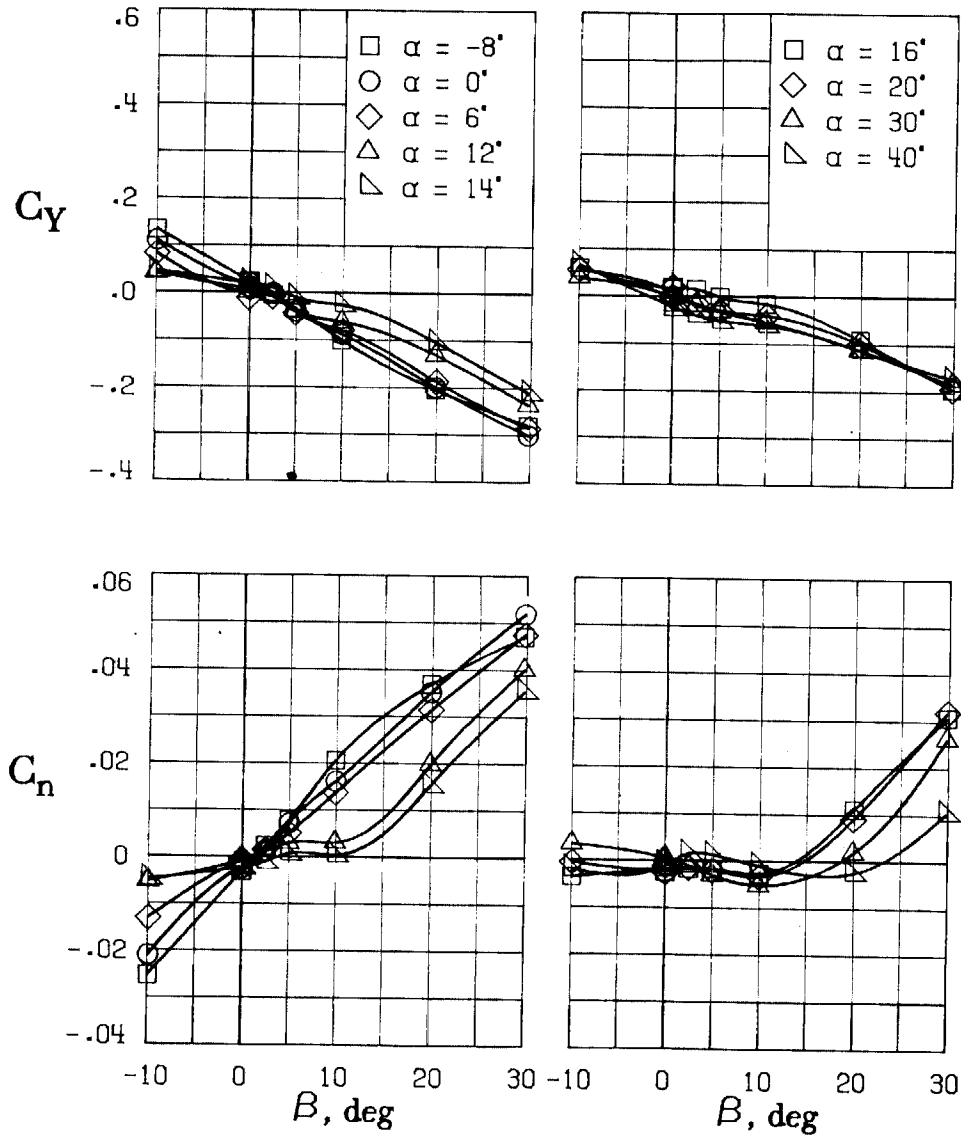 .6
.4
.2
.0
-.2
-.4
C_Y
□ α = -8°
○ α = 0°
◇ α = 6°
△ α = 12°
◺ α = 14°
□ α = 16°
◇ α = 20°
△ α = 30°
◺ α = 40°
.06
.04
.02
0
-.02
-.04
C_n
-10 0 10 20 30
β, deg
-10 0 10 20 30
β, deg